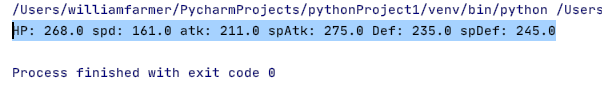 /Users/williamfarmer/PycharmProjects/pythonProject1/venv/bin/python /Users
HP: 268.0 spd: 161.0 atk: 211.0 spAtk: 275.0 Def: 235.0 spDef: 245.0
Process finished with exit code 0